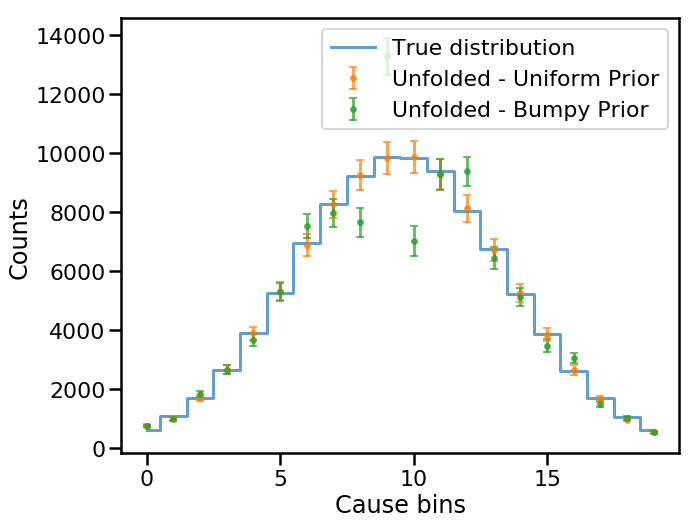 True distribution
Unfolded - Uniform Prior
Unfolded - Bumpy Prior
14000
12000
10000
8000
6000
4000
2000
0
Counts
0 5 10 15
Cause bins